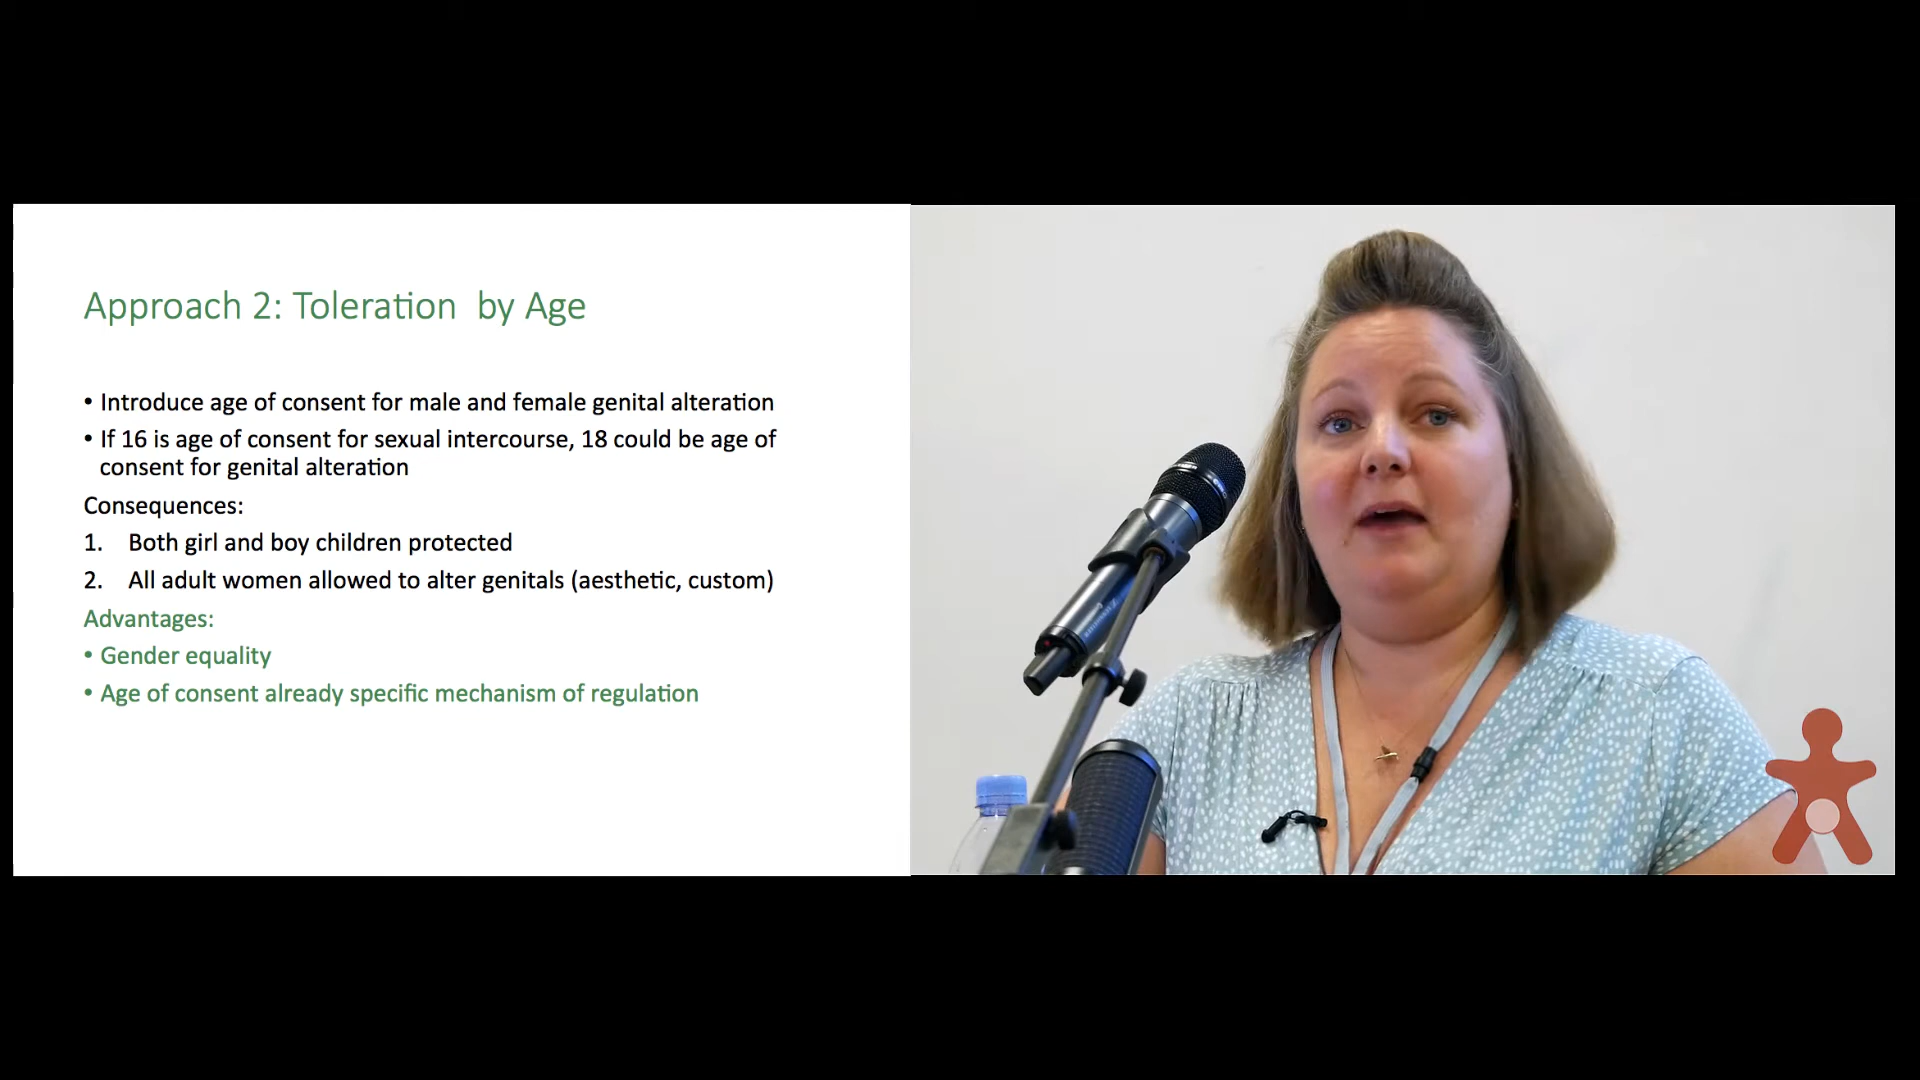 Approach 2: Toleration by Age
• Introduce age of consent for male and female genital alteration
• If 16 is age of consent for sexual intercourse, 18 could be age of
consent for genital alteration
Consequences:
1. Both girl and boy children protected
2. All adult women allowed to alter genitals (aesthetic, custom)
Advantages:
• Gender equality
• Age of consent already specific mechanism of regulation